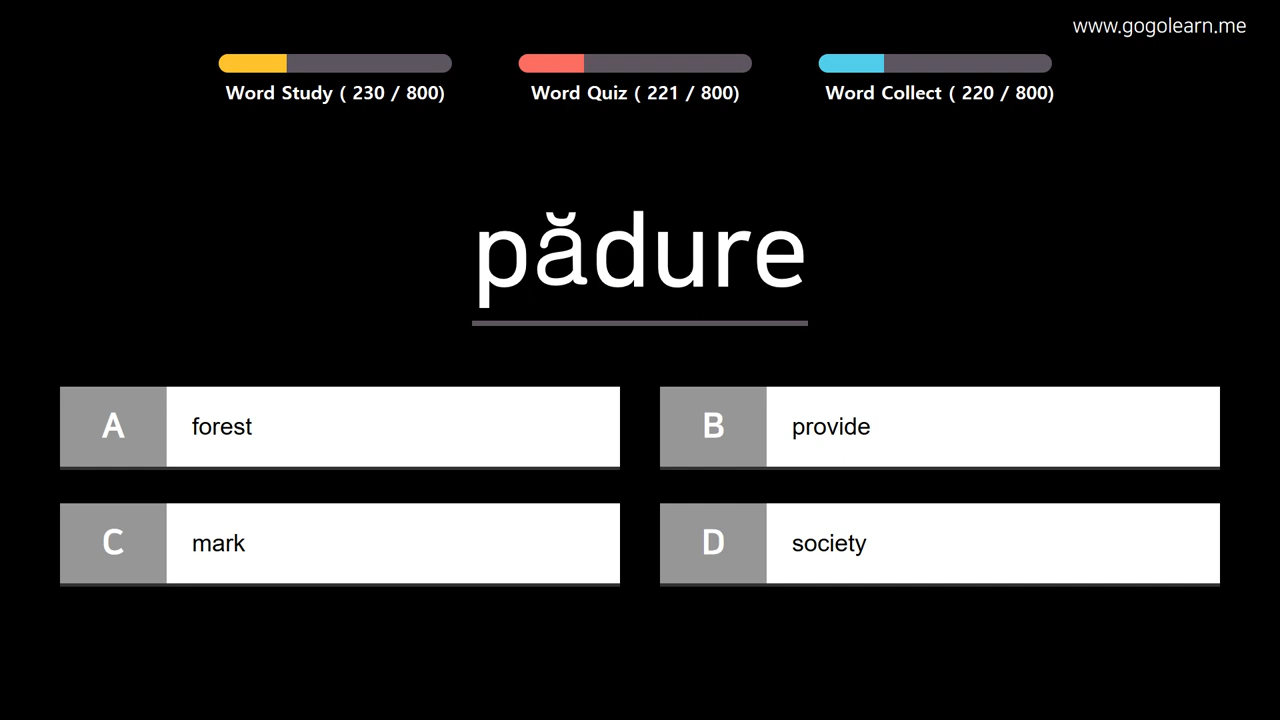 www.gogolearn.me
Word Study ( 230 / 800)
Word Quiz ( 221 / 800)
Word Collect ( 220 / 800)
pădure
A forest
B provide
C mark
D society